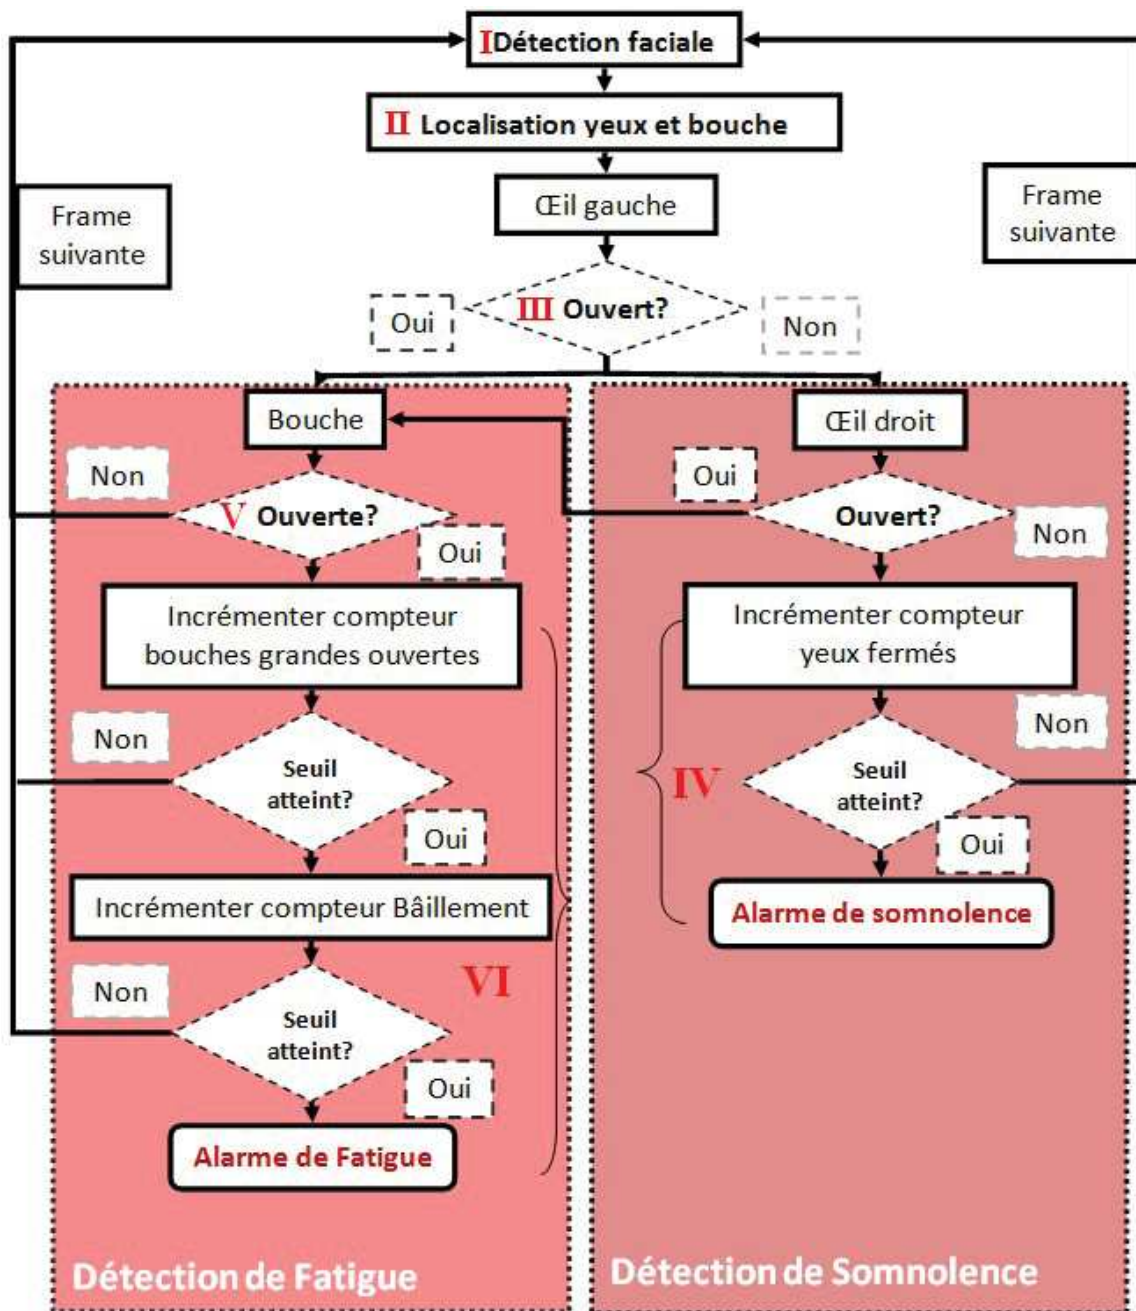 I Détection faciale
II Localisation yeux et bouche
Œil gauche
Frame
suivante
Frame
suivante
III Ouvert?
Oui
Non
Bouche
Œil droit
Non
Oui
V Ouverte?
Ouvert?
Oui
Non
Incrémenter compteur
bouches grandes ouvertes
Incrémenter compteur
yeux fermés
Non
Non
Seuil
atteint?
IV
Seuil
atteint?
Oui
Oui
Incrémenter compteur Bâillement
Alarme de somnolence
Non
VI
Seuil
atteint?
Oui
Alarme de Fatigue
Détection de Fatigue
Détection de Somnolence